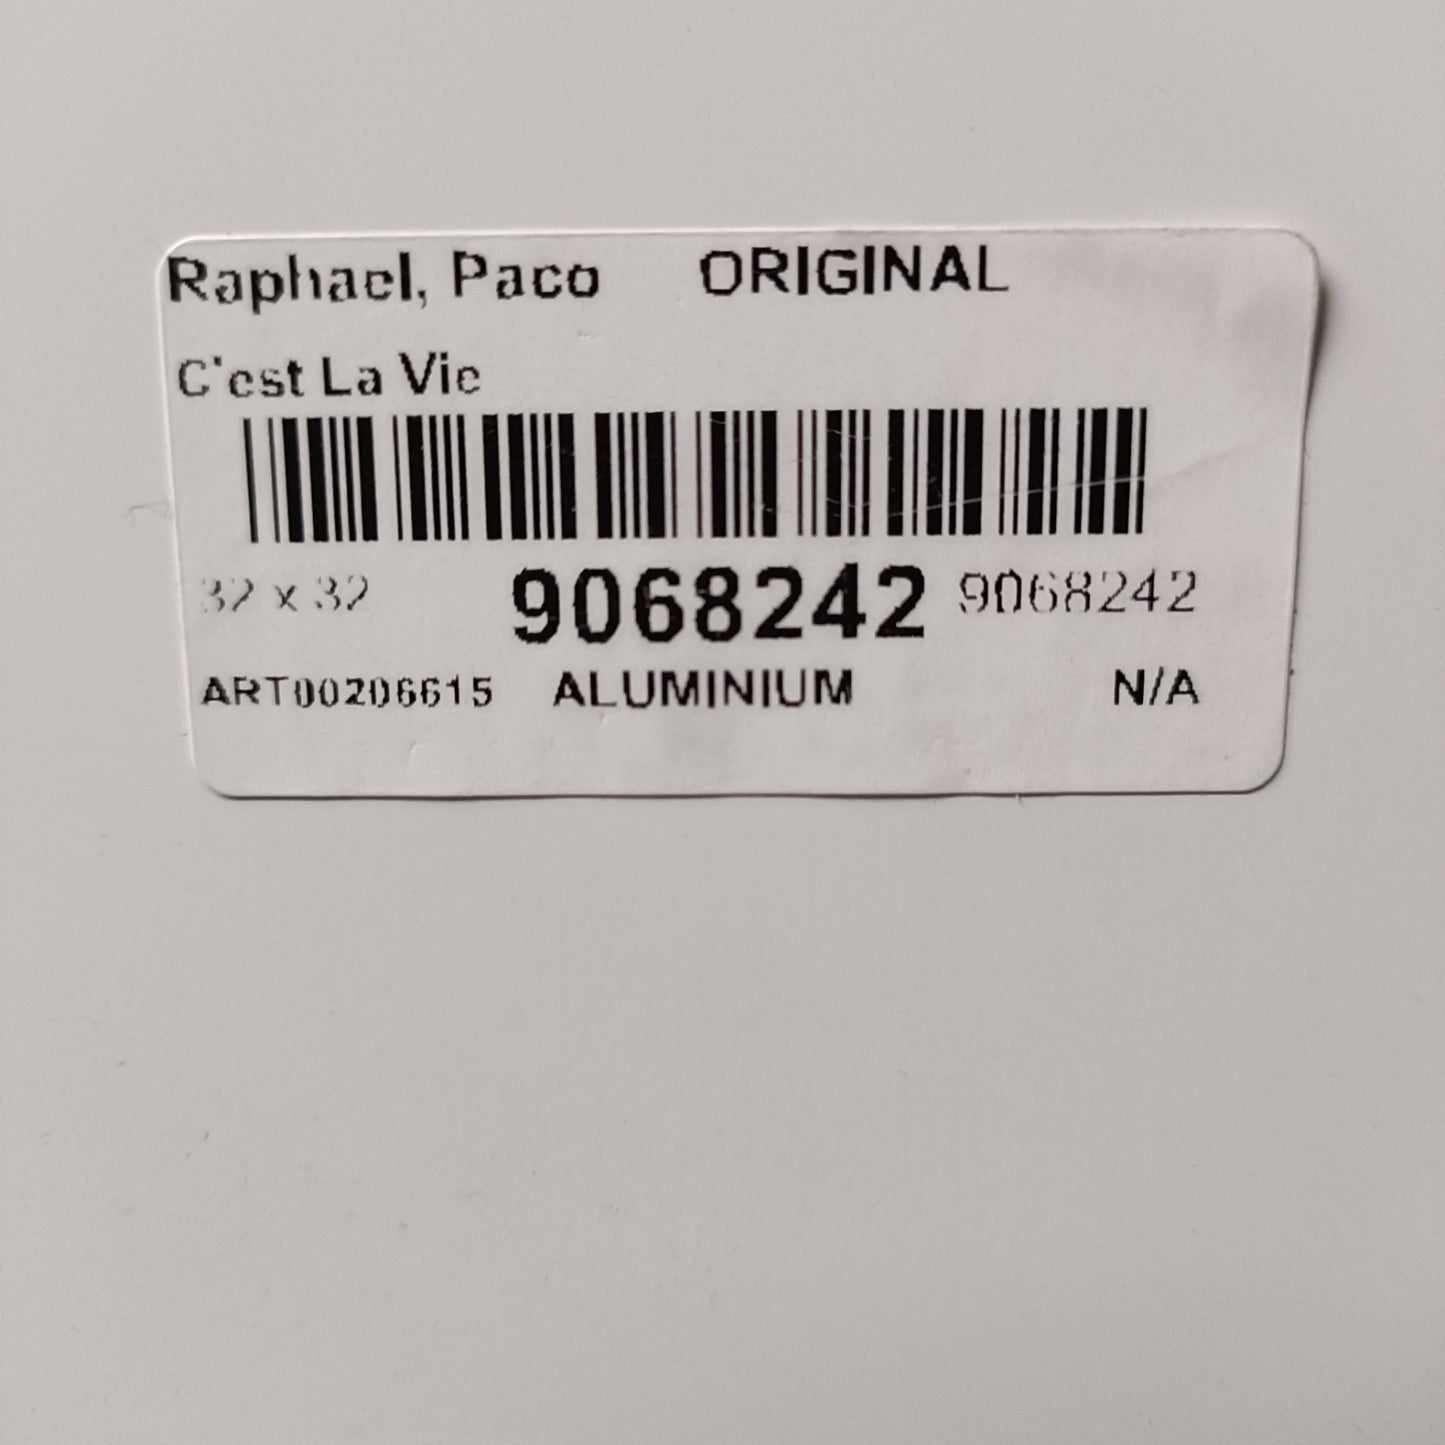 Raphael, Paco ORIGINAL
C'est La Vie
32 x 32 9068242 9068242
ART00206615 ALUMINIUM N/A